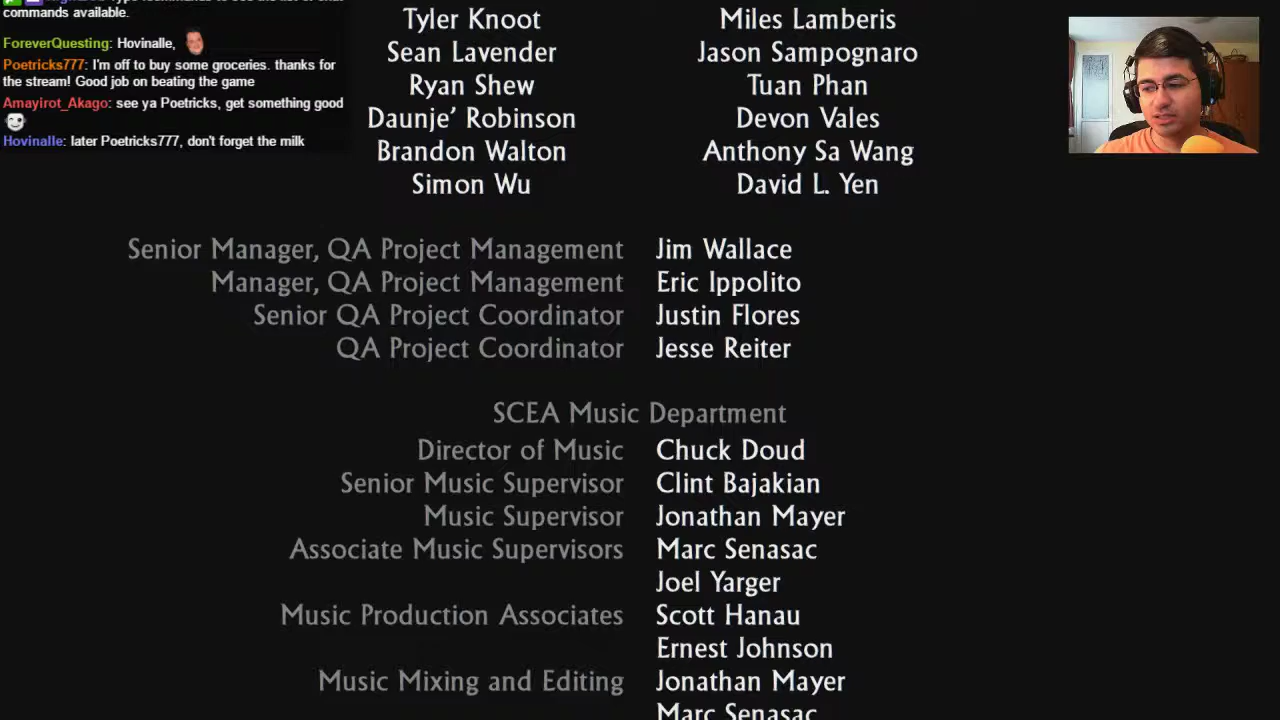 commands available.
ForeverQuesting: Hovinalle,
Poetricks777: I'm off to buy some groceries. thanks for
the stream! Good job on beating the game
Amayirot_Akago: see ya Poetricks, get something good
Hovinalle: later Poetricks777, don't forget the milk
Tyler Knoot Miles Lamberis
Sean Lavender Jason Sampognaro
Ryan Shew Tuan Phan
Daunje’ Robinson Devon Vales
Brandon Walton Anthony Sa Wang
Simon Wu David L. Yen
Senior Manager, QA Project Management Jim Wallace
Manager, QA Project Management Eric Ippolito
Senior QA Project Coordinator Justin Flores
QA Project Coordinator Jesse Reiter
SCEA Music Department
Director of Music Chuck Doud
Senior Music Supervisor Clint Bajakian
Music Supervisor Jonathan Mayer
Associate Music Supervisors Marc Senasac
Joel Yarger
Music Production Associates Scott Hanau
Ernest Johnson
Music Mixing and Editing Jonathan Mayer
Marc Senasac